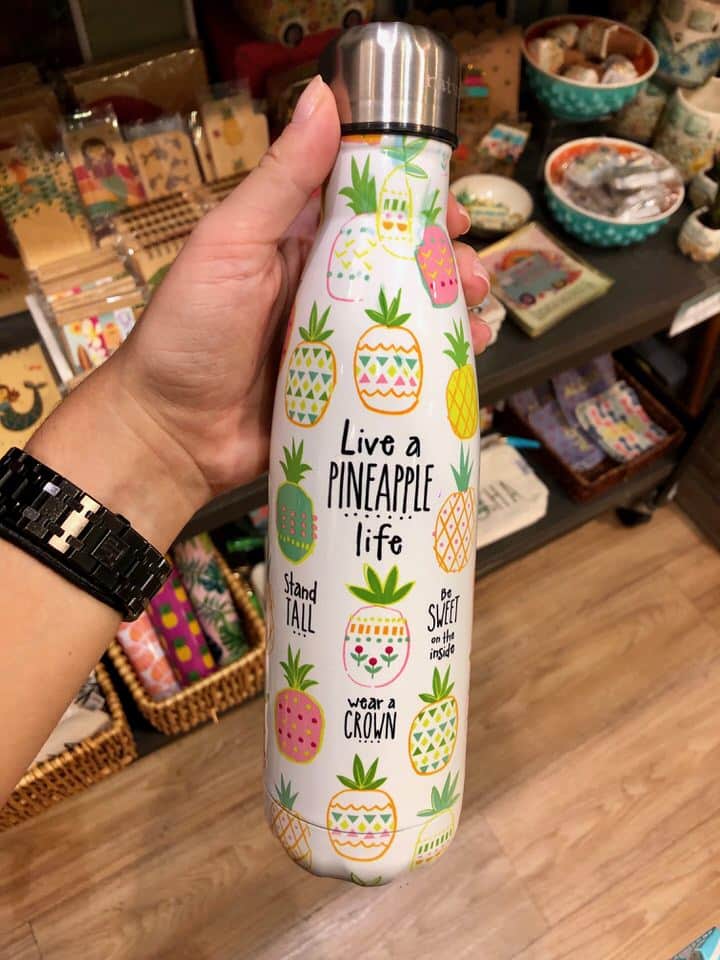 Live a
PINEAPPLE
life
Stand
TALL
Be
SWEET
on the
inside
wear a
CROWN